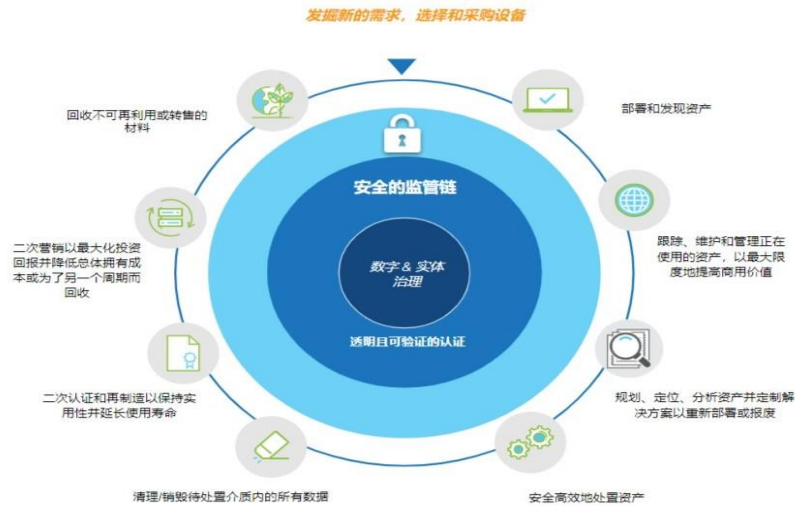 发掘新的需求，选择和采购设备
回收不可再利用或转售的
材料
部署和发现资产
安全的监管链
二次营销以最大化投资
回报并降低总体拥有成
本或为了另一个周期而
回收
数字 & 实体
治理
跟踪、维护和管理正在
使用的资产，以最大限
度地提高商用价值
透明且可验证的认证
二次认证和再制造以保持实
用性并延长使用寿命
规划、定位、分析资产并定制解
决方案以重新部署或报废
清理/销毁待处置介质内的所有数据
安全高效地处置资产